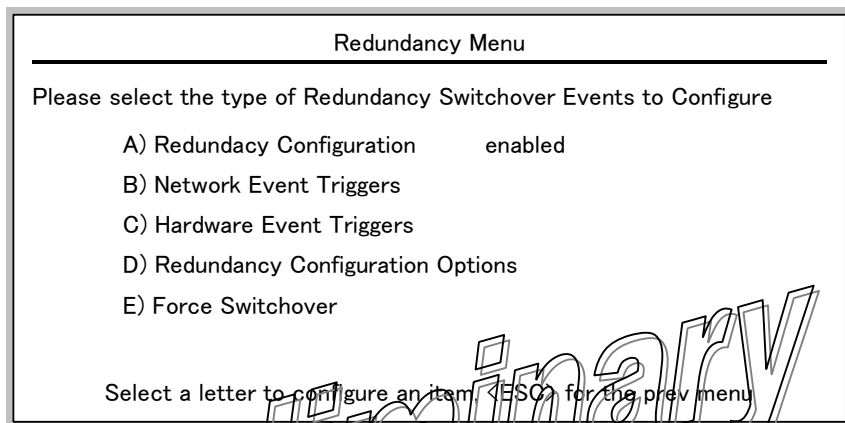 Redundancy Menu
Please select the type of Redundancy Switchover Events to Configure
A) Redundacy Configuration enabled
B) Network Event Triggers
C) Hardware Event Triggers
D) Redundancy Configuration Options
E) Force Switchover
Select a letter to configure an item, <ESC> for the prev menu